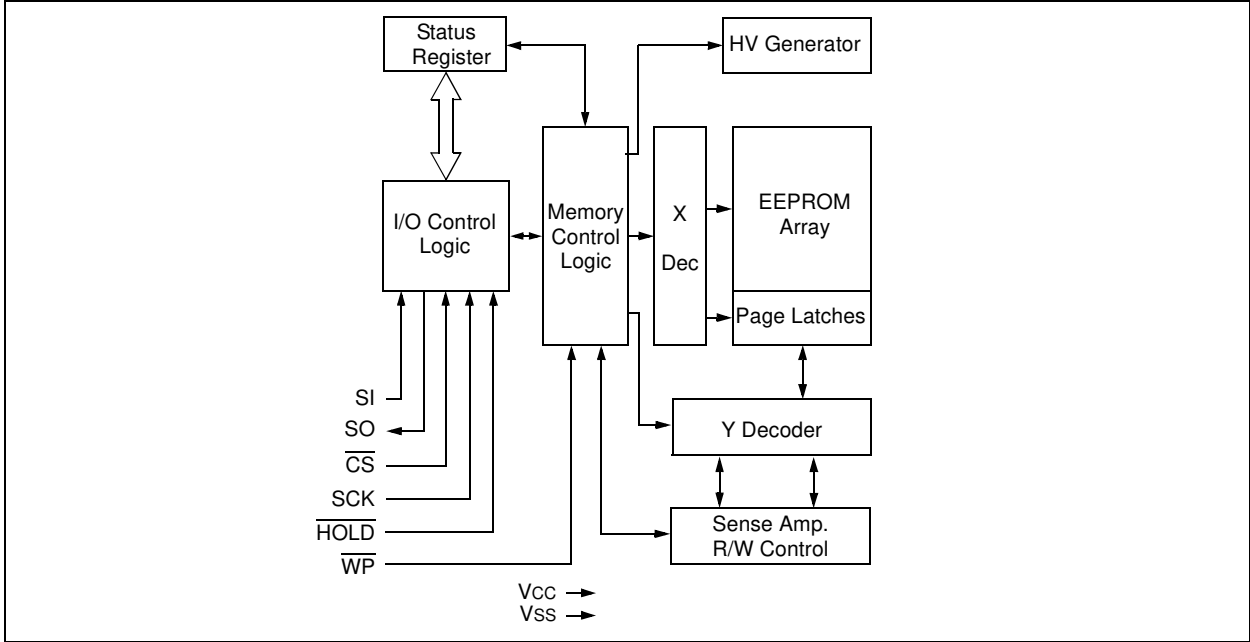 Status
Register
HV Generator
I/O Control
Logic
Memory
Control
Logic
X
Dec
EEPROM
Array
Page Latches
SI
SO
CS
SCK
HOLD
WP
Y Decoder
Sense Amp.
R/W Control
VCC
VSS